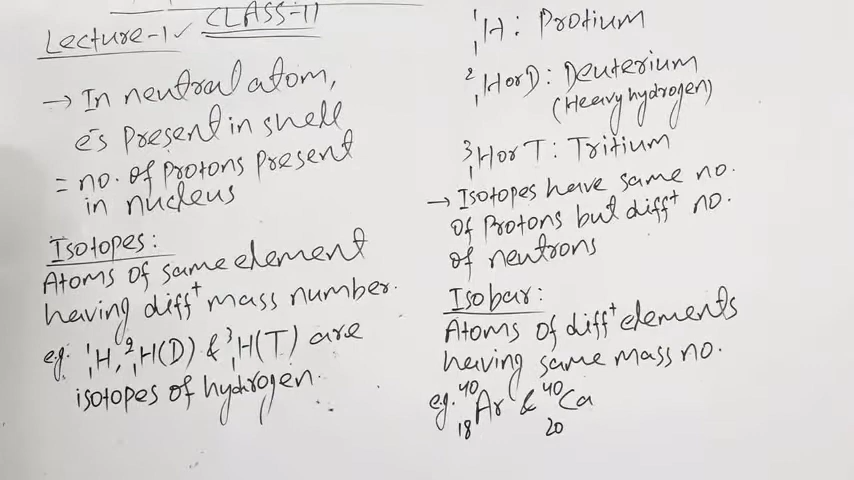 Lecture-1✓ CLASS-11
→ In neutral atom,
e⁻s present in shell
= no. of Protons Present
in nucleus
Isotopes:
Atoms of same element
having diffᵗ mass number.
eg: ¹₁H, ²₁H(D) & ³₁H(T) are
isotopes of hydrogen.
¹₁H: Protium
²₁H or D: Deuterium
(Heavy hydrogen)
³₁H or T: Tritium
→ Isotopes have same no.
of Protons but diffᵗ no.
of neutrons
Isobar:
Atoms of diffᵗ elements
having same mass no.
eg. ⁴⁰₁₈Ar & ⁴⁰₂₀Ca